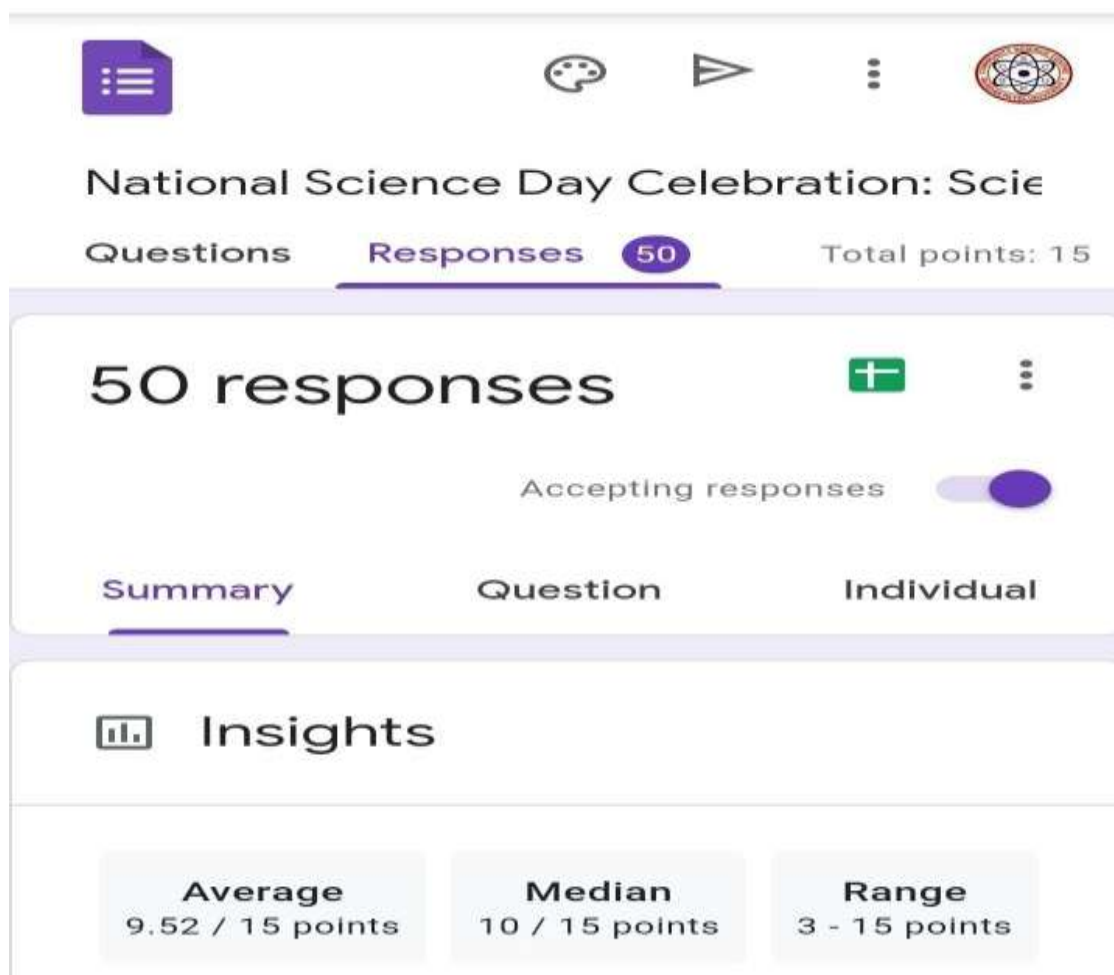 National Science Day Celebration: Scie
Questions Responses 50 Total points: 15
50 responses
Accepting responses
Summary Question Individual
Insights
Average Median Range
9.52 / 15 points 10 / 15 points 3 - 15 points